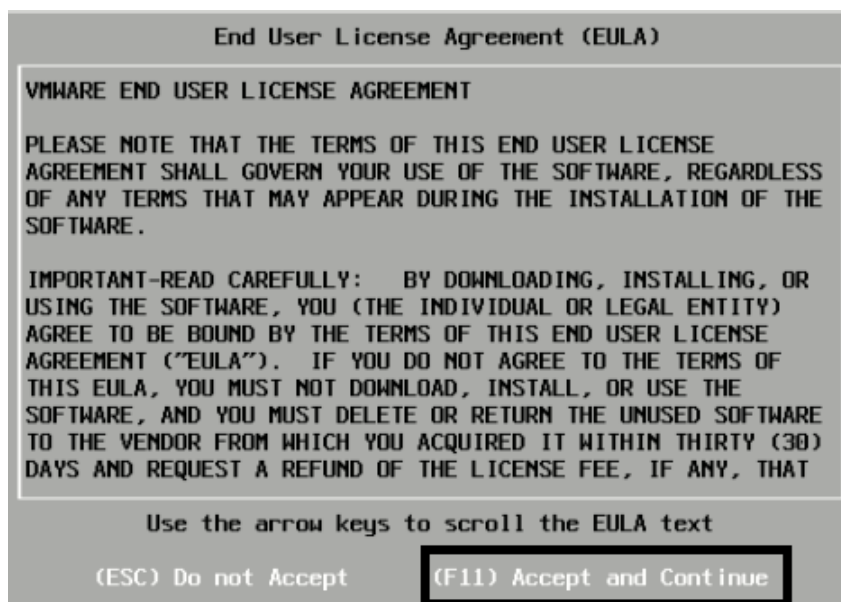 End User License Agreement (EULA)
VMWARE END USER LICENSE AGREEMENT
PLEASE NOTE THAT THE TERMS OF THIS END USER LICENSE
AGREEMENT SHALL GOVERN YOUR USE OF THE SOFTWARE, REGARDLESS
OF ANY TERMS THAT MAY APPEAR DURING THE INSTALLATION OF THE
SOFTWARE.
IMPORTANT-READ CAREFULLY:   BY DOWNLOADING, INSTALLING, OR
USING THE SOFTWARE, YOU (THE INDIVIDUAL OR LEGAL ENTITY)
AGREE TO BE BOUND BY THE TERMS OF THIS END USER LICENSE
AGREEMENT ("EULA").  IF YOU DO NOT AGREE TO THE TERMS OF
THIS EULA, YOU MUST NOT DOWNLOAD, INSTALL, OR USE THE
SOFTWARE, AND YOU MUST DELETE OR RETURN THE UNUSED SOFTWARE
TO THE VENDOR FROM WHICH YOU ACQUIRED IT WITHIN THIRTY (30)
DAYS AND REQUEST A REFUND OF THE LICENSE FEE, IF ANY, THAT
Use the arrow keys to scroll the EULA text
(ESC) Do not Accept (F11) Accept and Continue